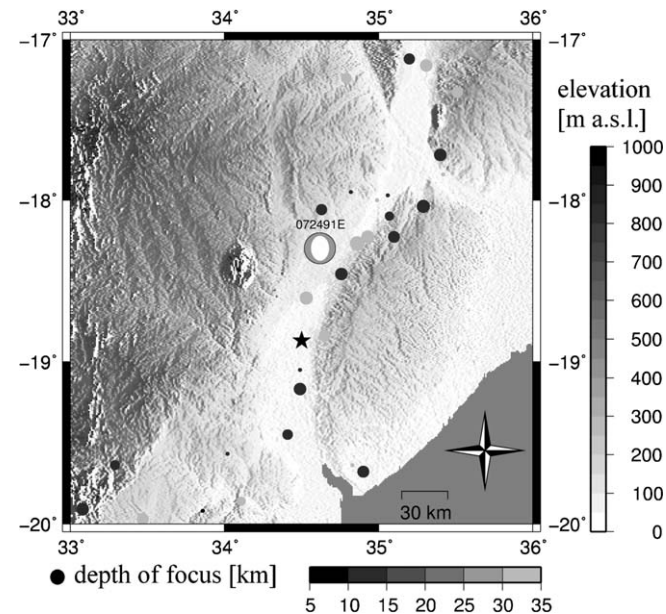 33˚ 34˚ 35˚ 36˚
-17˚ -17˚
elevation
[m a.s.l.]
1000
900
-18˚ -18˚
800
072491E
700
600
500
-19˚ -19˚
400
300
200
100
30 km
0
-20˚ -20˚
33˚ 34˚ 35˚ 36˚
depth of focus [km]
5 10 15 20 25 30 35